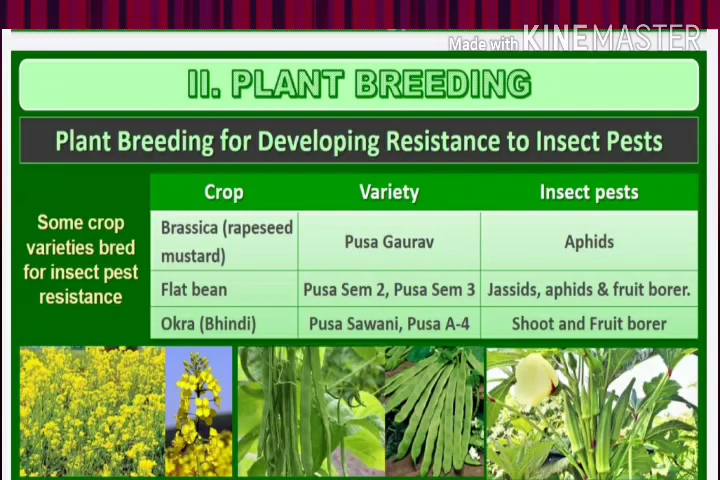 Made with KINEMASTER
II. PLANT BREEDING
Plant Breeding for Developing Resistance to Insect Pests
Some crop
varieties bred
for insect pest
resistance
Crop Variety Insect pests
Brassica (rapeseed
mustard) Pusa Gaurav Aphids
Flat bean Pusa Sem 2, Pusa Sem 3 Jassids, aphids & fruit borer.
Okra (Bhindi) Pusa Sawani, Pusa A-4 Shoot and Fruit borer